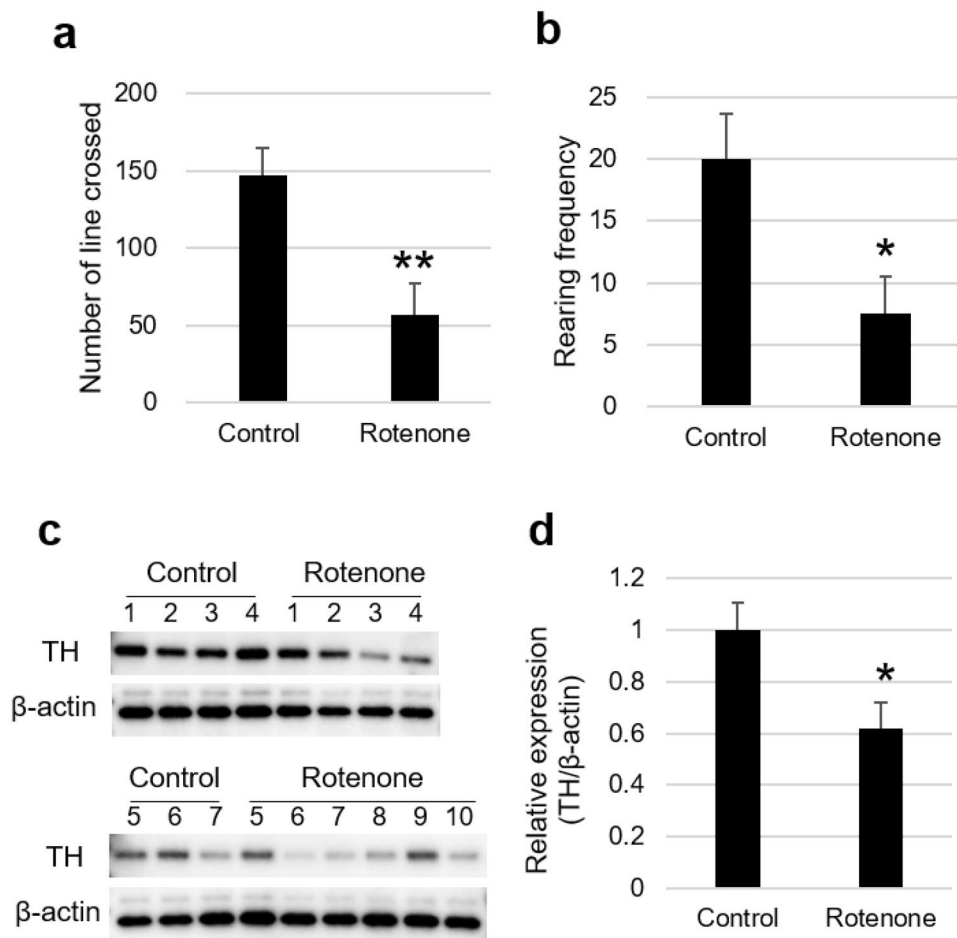 a
Number of line crossed
200
150
100
50
0
**
Control Rotenone
b
Rearing frequency
25
20
15
10
5
0
*
Control Rotenone
c
Control Rotenone
1 2 3 4 1 2 3 4
TH
β-actin
Control Rotenone
5 6 7 5 6 7 8 9 10
TH
β-actin
d
Relative expression
(TH/β-actin)
1.2
1
0.8
0.6
0.4
0.2
0
*
Control Rotenone